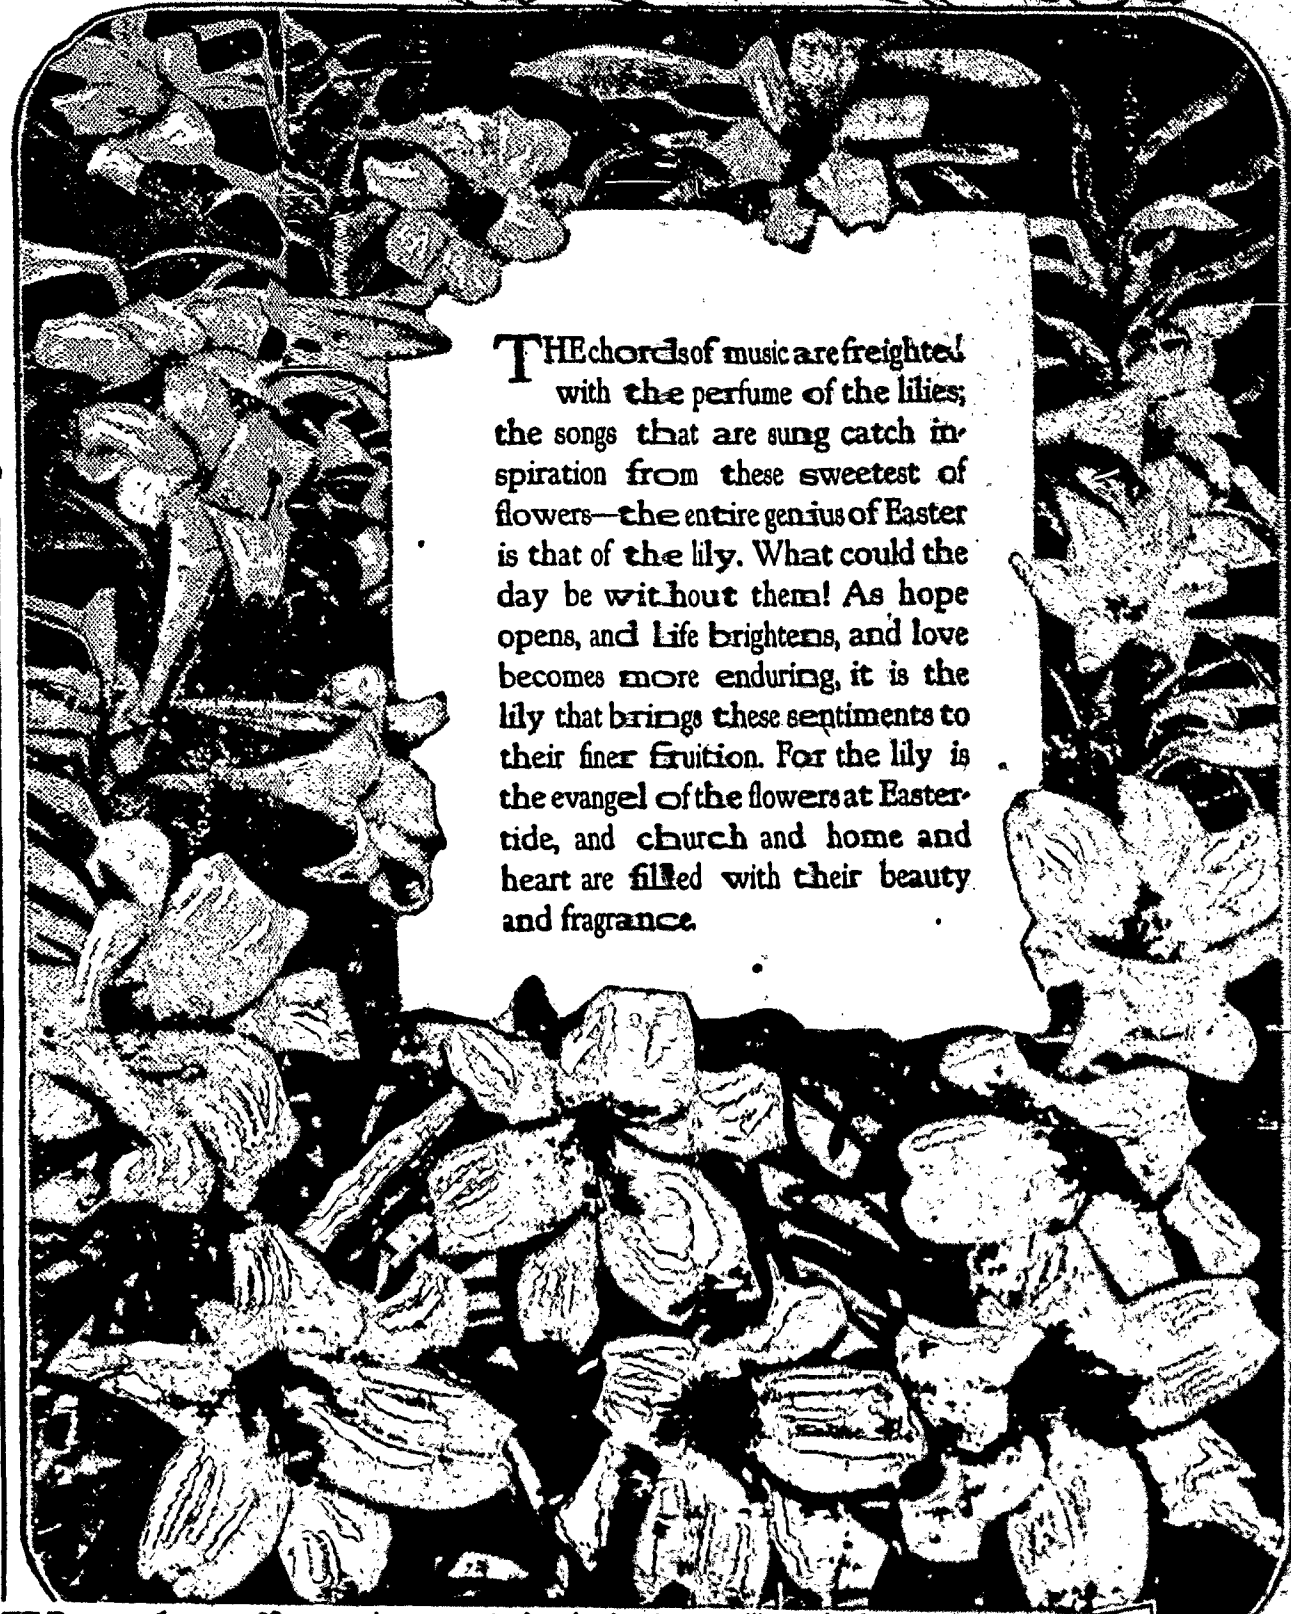 THE chords of music are freighted
with the perfume of the lilies;
the songs that are sung catch in-
spiration from these sweetest of
flowers—the entire genius of Easter
is that of the lily. What could the
day be without them! As hope
opens, and life brightens, and love
becomes more enduring, it is the
lily that brings these sentiments to
their finer fruition. For the lily is
the evangel of the flowers at Easter-
tide, and church and home and
heart are filled with their beauty
and fragrance.